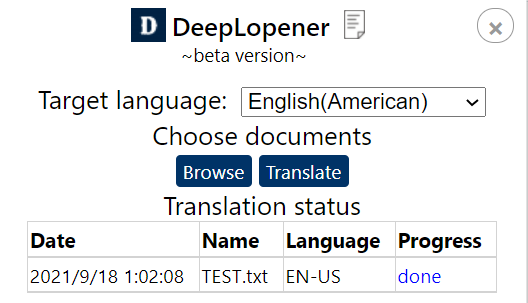 D DeepLopener
~beta version~
×
Target language: English(American)
Choose documents
Browse Translate
Translation status
Date Name Language Progress
2021/9/18 1:02:08 TEST.txt EN-US done